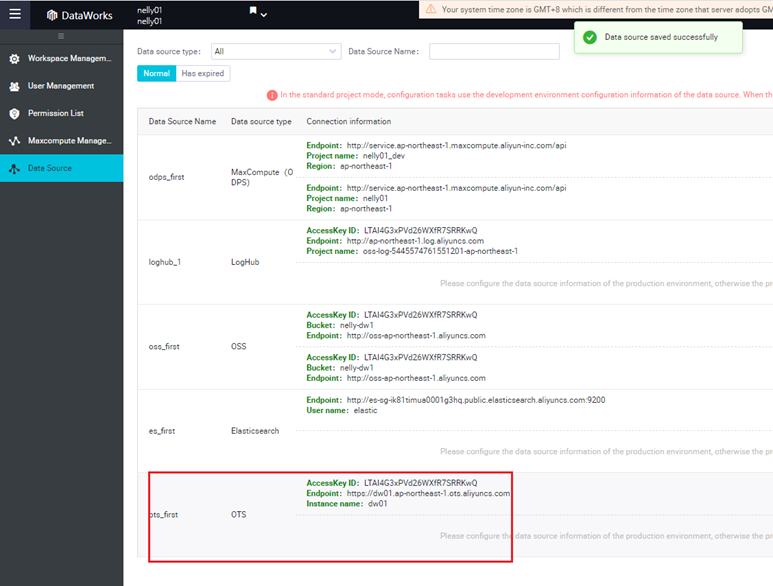 DataWorks
nelly01
nelly01
Your system time zone is GMT+8 which is different from the time zone that server adopts GM
Data source saved successfully
Workspace Managem...
User Management
Permission List
Maxcompute Manage...
Data Source
Data source type: All Data Source Name:
Normal Has expired
In the standard project mode, configuration tasks use the development environment configuration information of the data source. When th
Data Source Name Data source type Connection information
odps_first
MaxCompute (O
DPS)
Endpoint: http://service.ap-northeast-1.maxcompute.aliyun-inc.com/api
Project name: nelly01_dev
Region: ap-northeast-1
Endpoint: http://service.ap-northeast-1.maxcompute.aliyun-inc.com/api
Project name: nelly01
Region: ap-northeast-1
loghub_1
LogHub
AccessKey ID: LTAI4G3xPVd26WXfR7SRRKwQ
Endpoint: http://ap-northeast-1.log.aliyuncs.com
Project name: oss-log-5445574761551201-ap-northeast-1
Please configure the data source information of the production environment, otherwise the pr
oss_first
OSS
AccessKey ID: LTAI4G3xPVd26WXfR7SRRKwQ
Bucket: nelly-dw1
Endpoint: http://oss-ap-northeast-1.aliyuncs.com
AccessKey ID: LTAI4G3xPVd26WXfR7SRRKwQ
Bucket: nelly-dw1
Endpoint: http://oss-ap-northeast-1.aliyuncs.com
es_first
Elasticsearch
Endpoint: http://es-sg-ik81timua0001g3hq.public.elasticsearch.aliyuncs.com:9200
User name: elastic
Please configure the data source information of the production environment, otherwise the pr
ots_first
OTS
AccessKey ID: LTAI4G3xPVd26WXfR7SRRKwQ
Endpoint: https://dw01.ap-northeast-1.ots.aliyuncs.com
Instance name: dw01
Please configure the data source information of the production environment, otherwise the pr